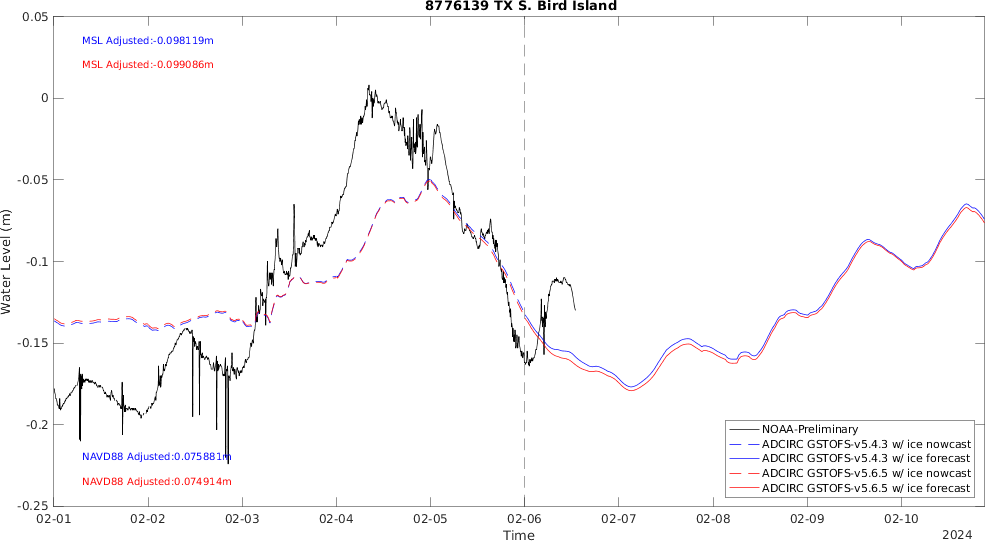 8776139 TX S. Bird Island
0.05
MSL Adjusted:-0.098119m
MSL Adjusted:-0.099086m
0
-0.05
-0.1
-0.15
-0.2
-0.25
Water Level (m)
NAVD88 Adjusted:0.075881m
NAVD88 Adjusted:0.074914m
NOAA-Preliminary
ADCIRC GSTOFS-v5.4.3 w/ ice nowcast
ADCIRC GSTOFS-v5.4.3 w/ ice forecast
ADCIRC GSTOFS-v5.6.5 w/ ice nowcast
ADCIRC GSTOFS-v5.6.5 w/ ice forecast
02-01 02-02 02-03 02-04 02-05 02-06 02-07 02-08 02-09 02-10
Time
2024